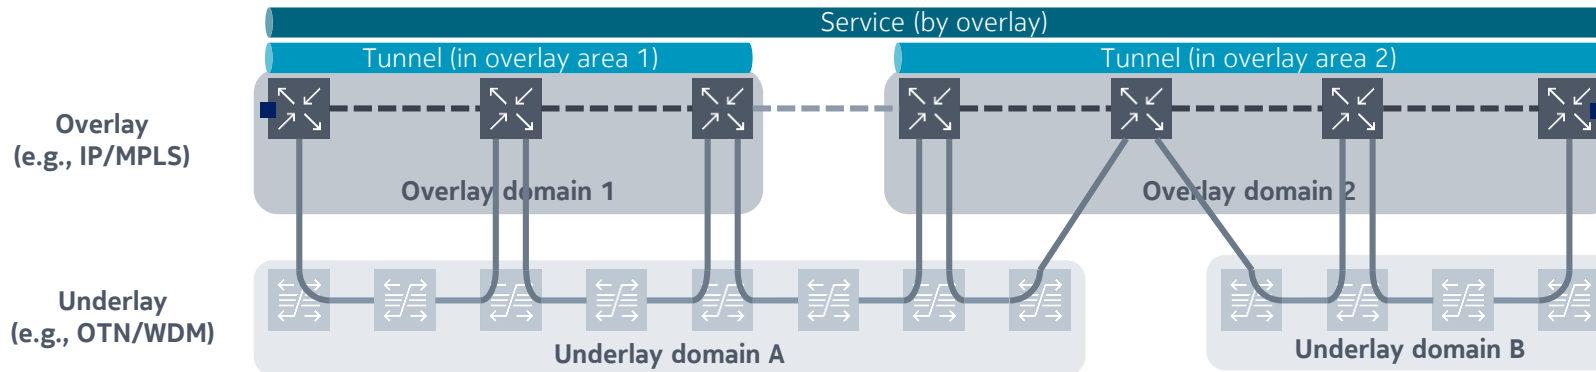 Service (by overlay)
Tunnel (in overlay area 1)
Tunnel (in overlay area 2)
Overlay
(e.g., IP/MPLS)
Overlay domain 1
Overlay domain 2
Underlay
(e.g., OTN/WDM)
Underlay domain A
Underlay domain B